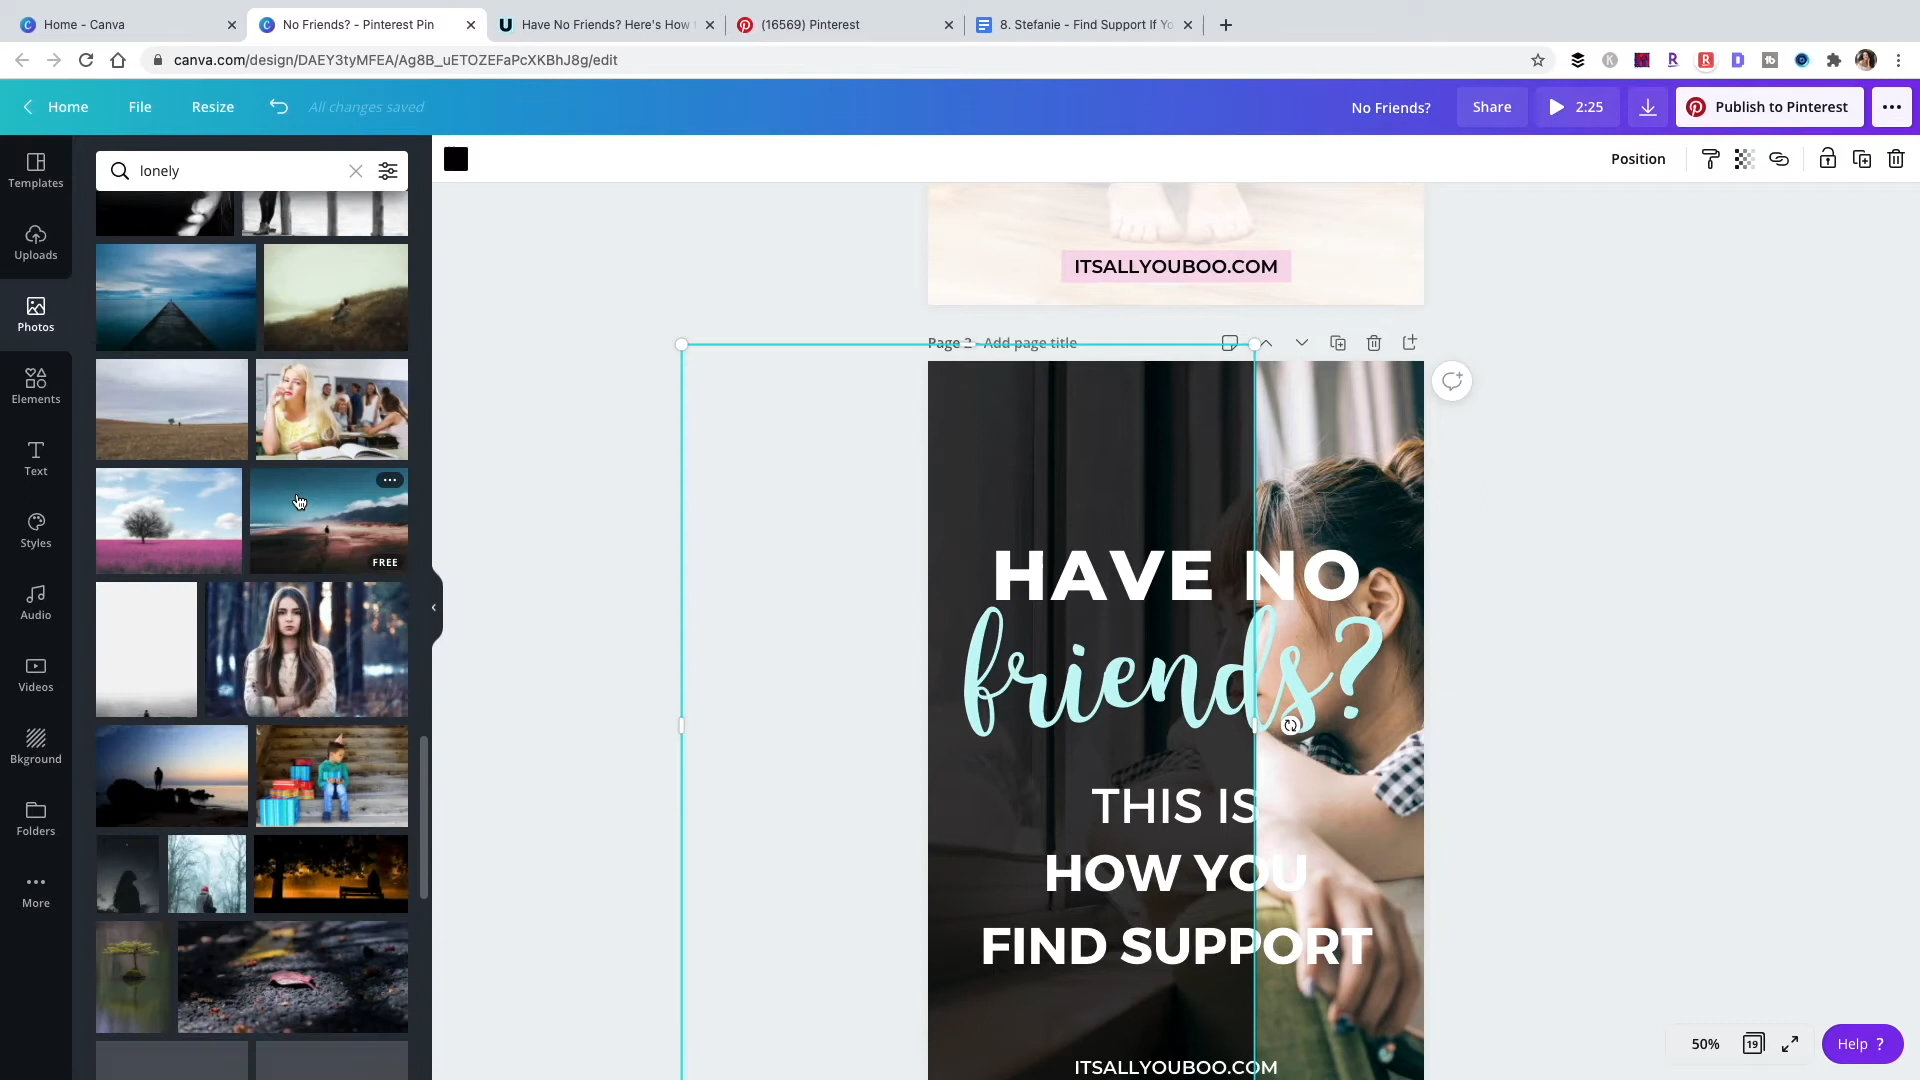 Home - Canva
No Friends? - Pinterest Pin
Have No Friends? Here's How
(16569) Pinterest
8. Stefanie - Find Support If Yo
canva.com/design/DAEY3tyMFEA/Ag8B_uETOZEFaPcXKBhJ8g/edit
Home
File
Resize
All changes saved
No Friends?
Share
2:25
Publish to Pinterest
Templates
Uploads
Photos
Elements
Text
Styles
Audio
Videos
Bkground
Folders
More
lonely
FREE
Position
ITSALLYOUBOO.COM
Page 2 - Add page title
HAVE NO
friends?
THIS IS
HOW YOU
FIND SUPPORT
ITSALLYOUBOO.COM
50%
19
Help ?